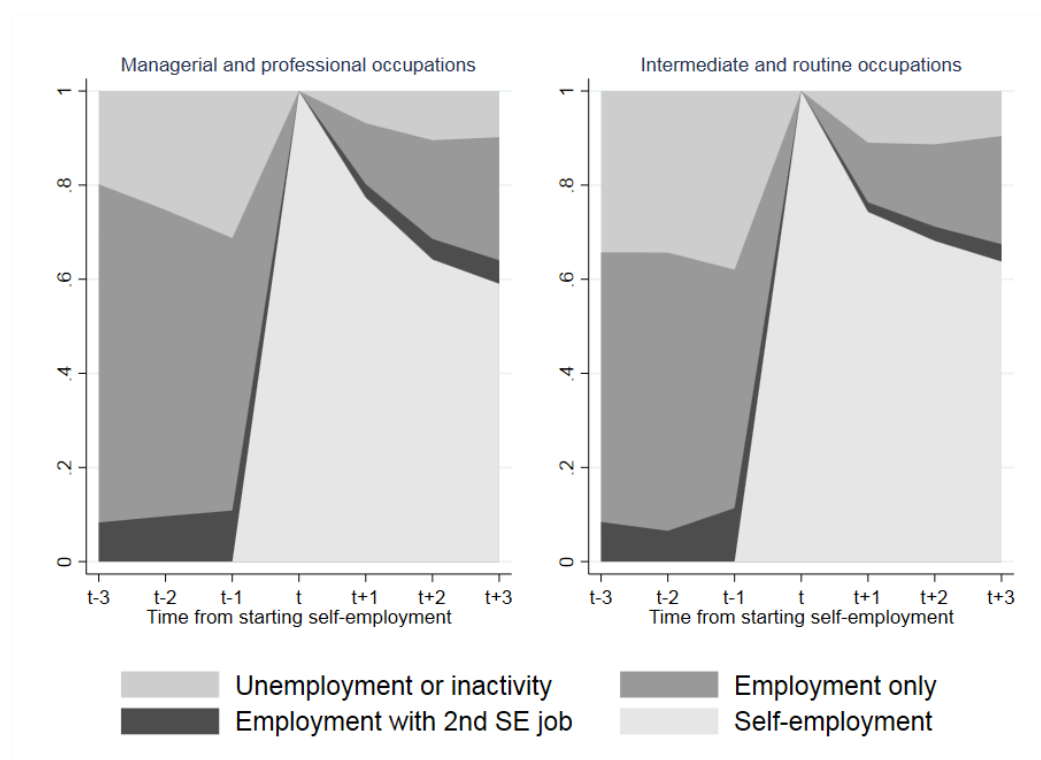 Managerial and professional occupations
1
.8
.6
.4
.2
0
t-3 t-2 t-1 t t+1 t+2 t+3
Time from starting self-employment
Intermediate and routine occupations
1
.8
.6
.4
.2
0
t-3 t-2 t-1 t t+1 t+2 t+3
Time from starting self-employment
Unemployment or inactivity
Employment only
Employment with 2nd SE job
Self-employment